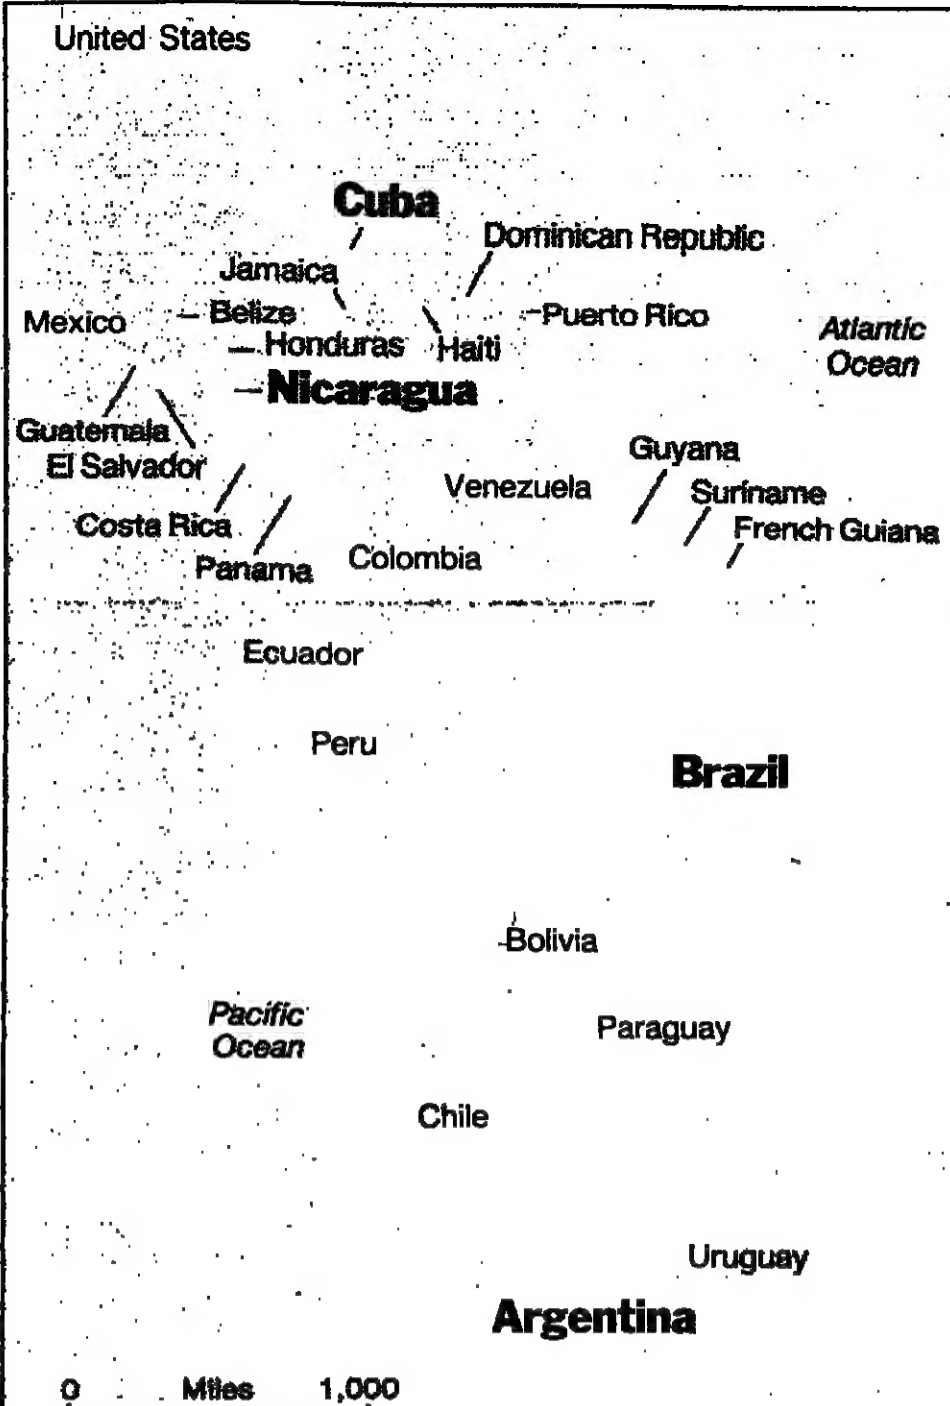 United States
Cuba
Dominican Republic
Jamaica
Mexico
Belize
Puerto Rico
Atlantic
Ocean
Honduras
Haiti
Nicaragua
Guatemala
El Salvador
Guyana
Venezuela
Suriname
Costa Rica
French Guiana
Panama
Colombia
Ecuador
Peru
Brazil
Bolivia
Pacific
Ocean
Paraguay
Chile
Uruguay
Argentina
0 Miles 1,000